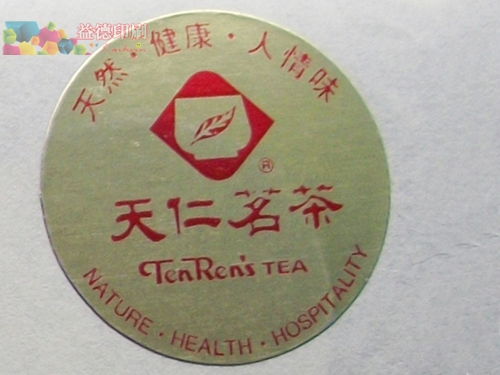 益德印刷
天然·健康·人情味
®
天仁茗茶
TenRen's TEA
NATURE · HEALTH · HOSPITALITY